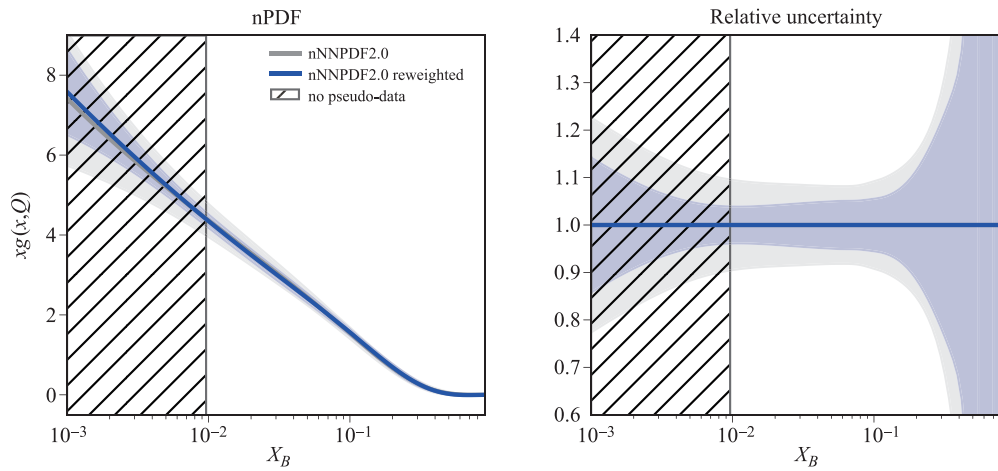 nPDF
nNNPDF2.0
nNNPDF2.0 reweighted
no pseudo-data
8
6
4
2
0
xg(x,Q)
10⁻³
10⁻²
10⁻¹
X_B
Relative uncertainty
1.4
1.3
1.2
1.1
1.0
0.9
0.8
0.7
0.6
10⁻³
10⁻²
10⁻¹
X_B